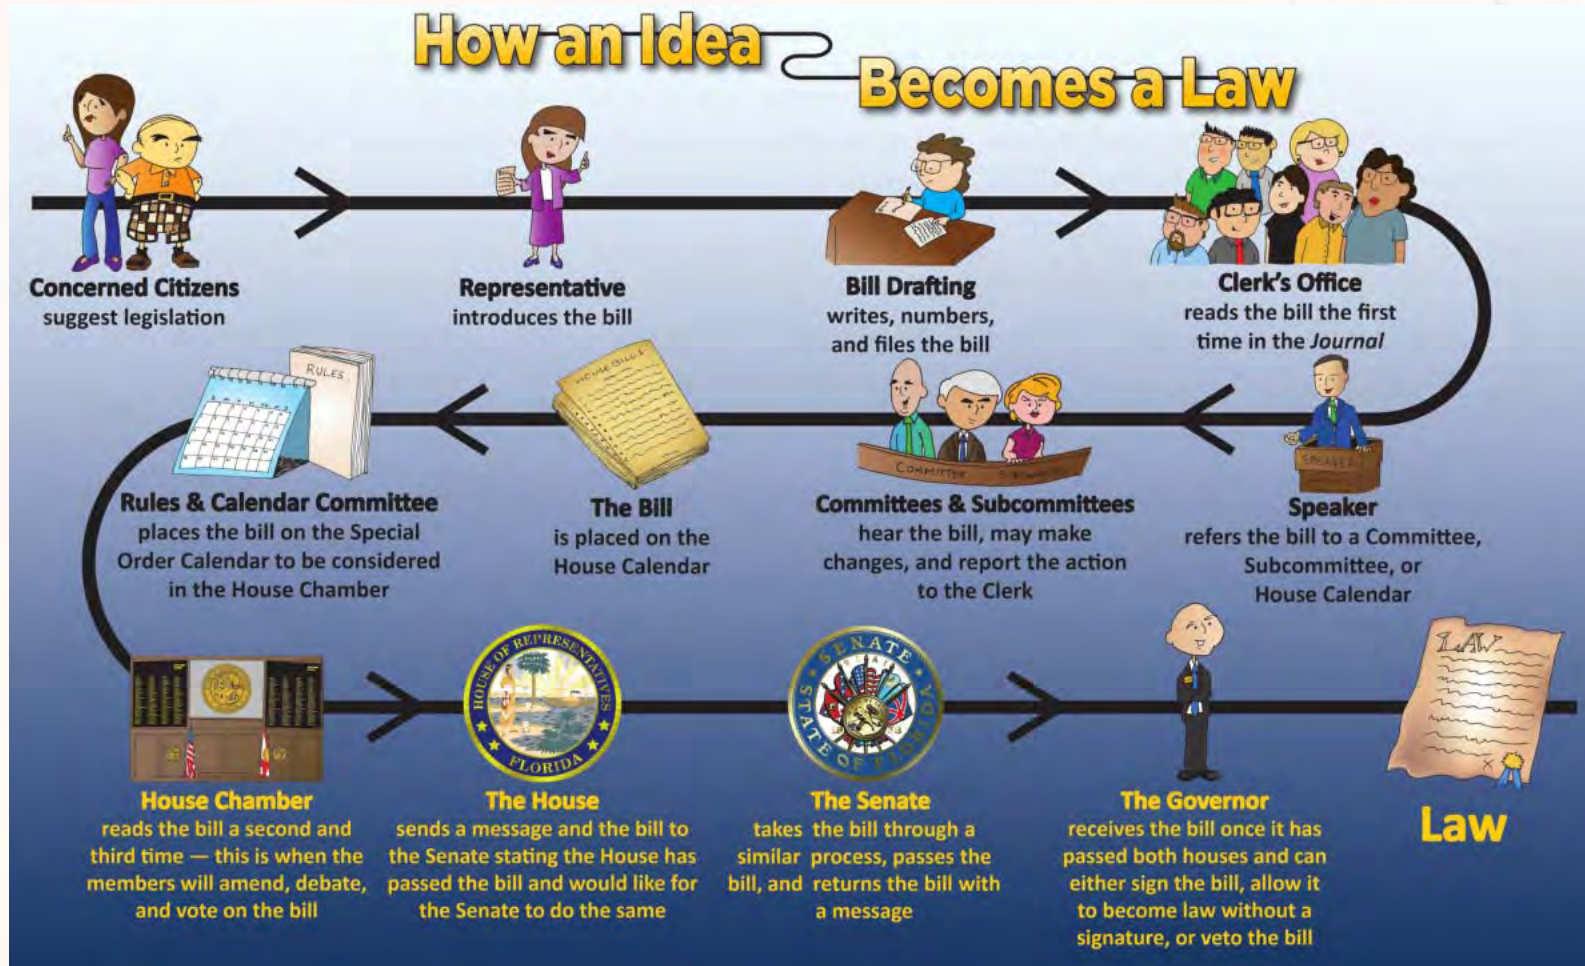 How an Idea
Becomes a Law
Concerned Citizens
suggest legislation
Representative
introduces the bill
Bill Drafting
writes, numbers,
and files the bill
Clerk's Office
reads the bill the first
time in the Journal
SPEAKER
Speaker
refers the bill to a Committee,
Subcommittee, or
House Calendar
COMMITTEE
Committees & Subcommittees
hear the bill, may make
changes, and report the action
to the Clerk
HOUSE BILL 1
The Bill
is placed on the
House Calendar
RULES
Rules & Calendar Committee
places the bill on the Special
Order Calendar to be considered
in the House Chamber
House Chamber
reads the bill a second and
third time — this is when the
members will amend, debate,
and vote on the bill
HOUSE OF REPRESENTATIVES
FLORIDA
The House
sends a message and the bill to
the Senate stating the House has
passed the bill and would like for
the Senate to do the same
SENATE
STATE OF FLORIDA
The Senate
takes the bill through a
similar process, passes the
bill, and returns the bill with
a message
The Governor
receives the bill once it has
passed both houses and can
either sign the bill, allow it
to become law without a
signature, or veto the bill
LAW
X
Law